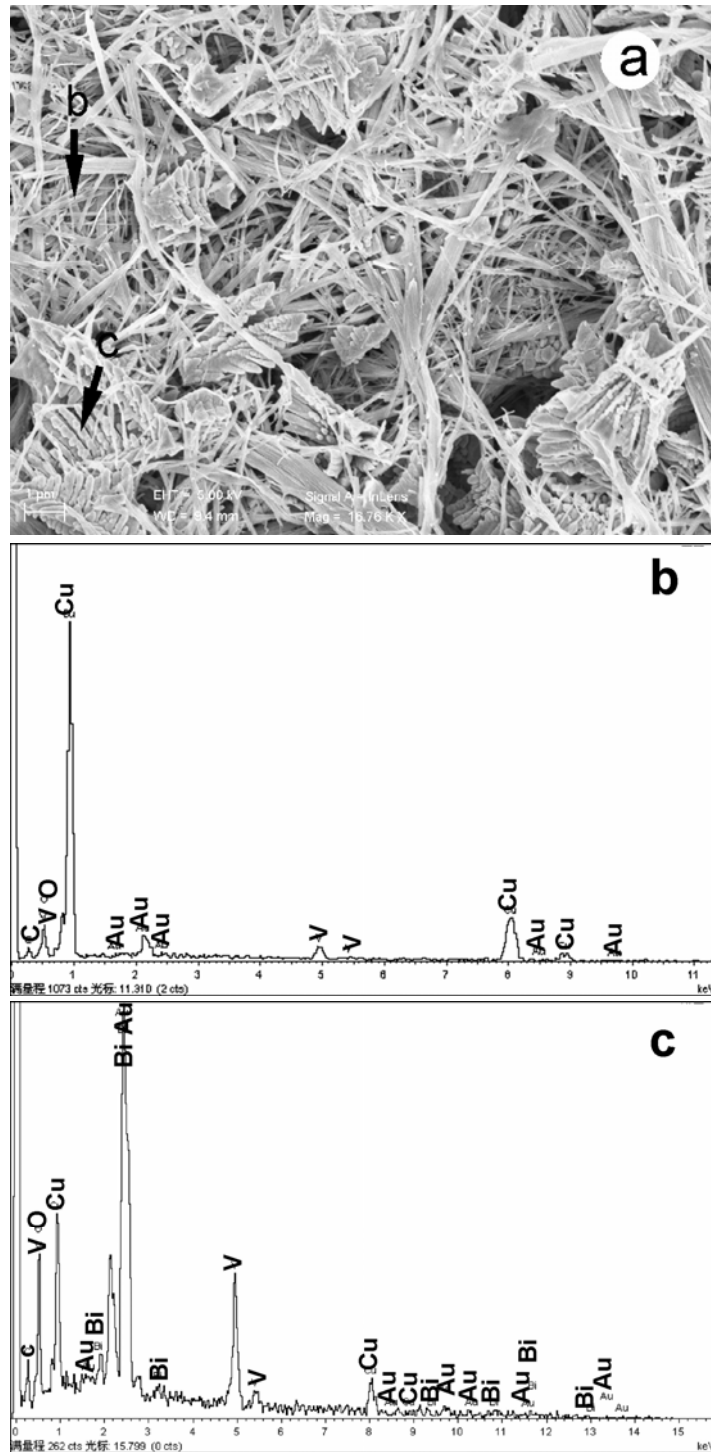 a
b
c
1 µm
EHT = 5.00 kV
WD = 9.4 mm
Signal A = InLens
Mag = 16.76 K X
b
Cu
C
V
O
Au
Au
Au
V
V
Cu
Au
Cu
Au
0 1 2 3 4 5 6 7 8 9 10 11
满量程 1073 cts 光标: 11.310 (2 cts)
keV
c
Bi Au
Cu
V O
c
Au
Bi
Bi
V
V
Cu
Au
Cu
Bi
Au
Au
Bi
Au
Bi
Bi
Au
0 1 2 3 4 5 6 7 8 9 10 11 12 13 14 15
满量程 262 cts 光标: 15.799 (0 cts)
keV